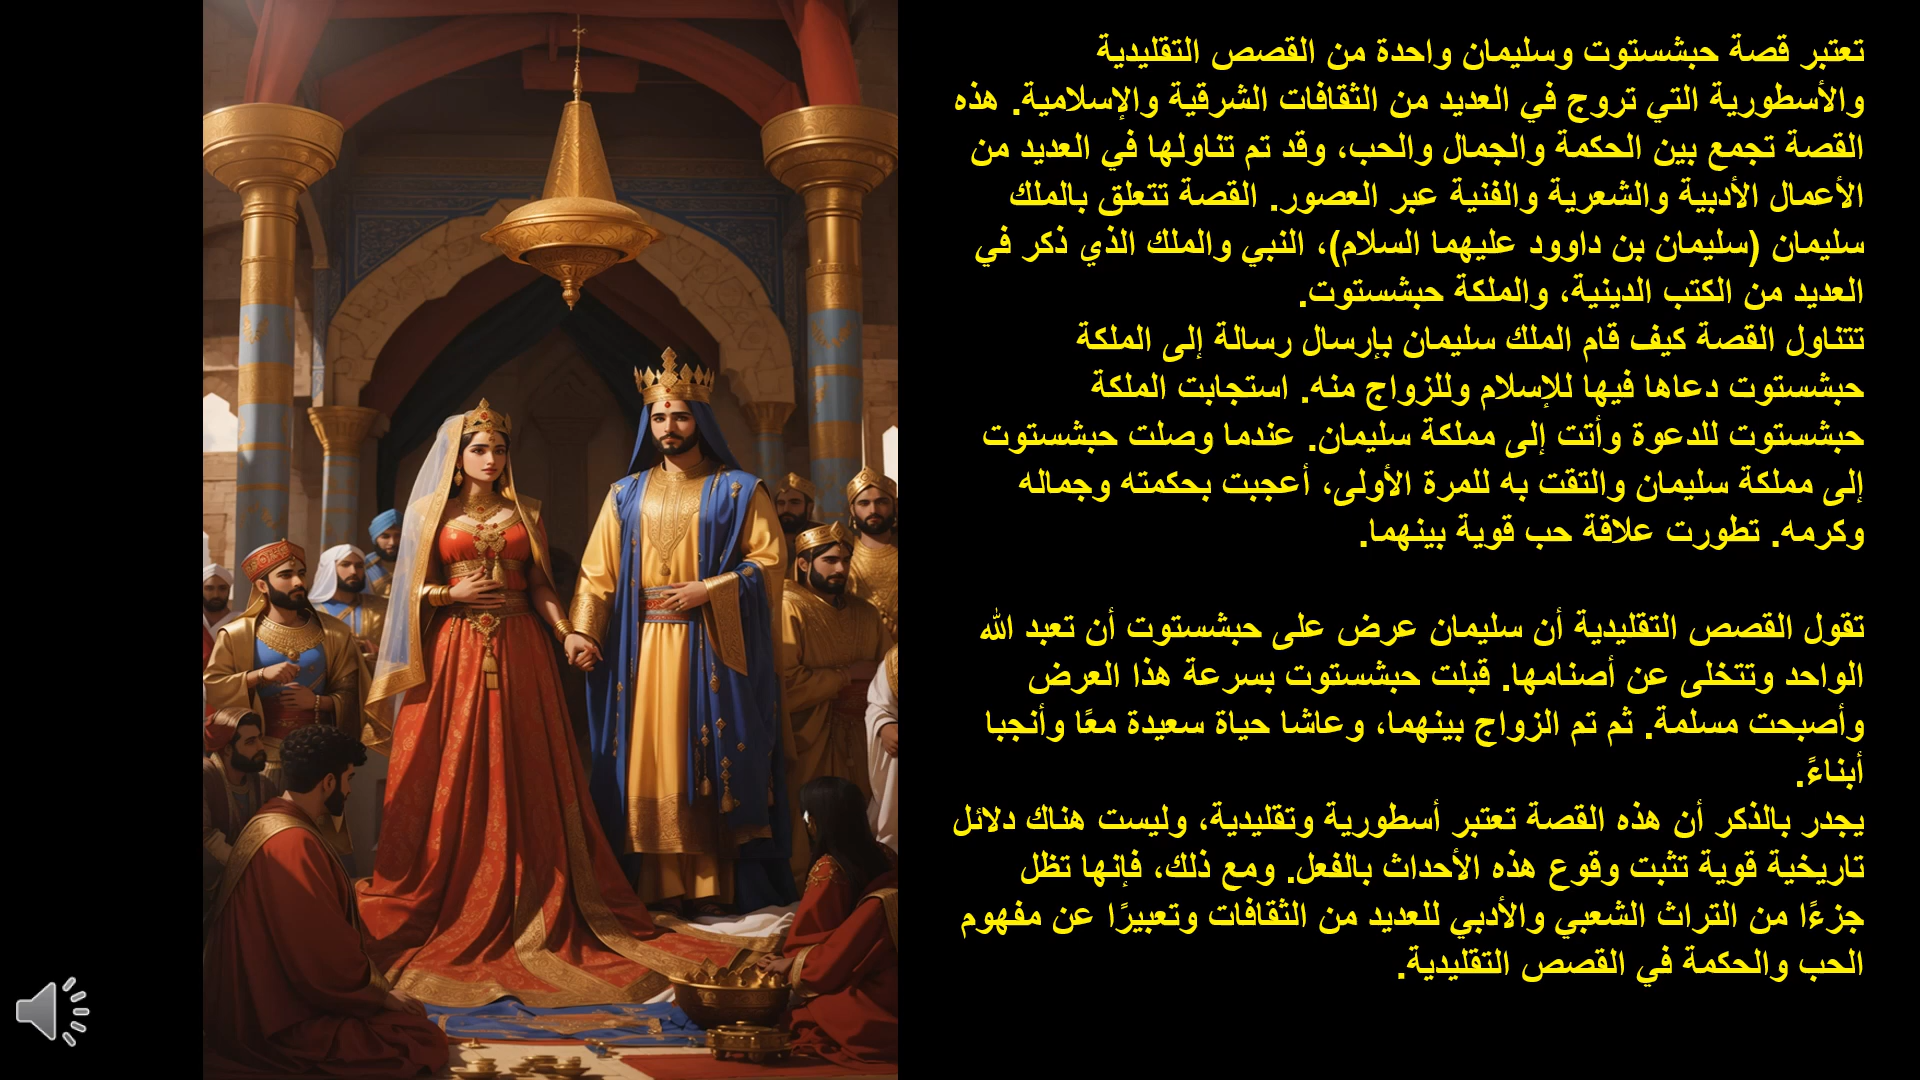 تعتبر قصة حبشستوت وسليمان واحدة من القصص التقليدية
والأسطورية التي تروج في العديد من الثقافات الشرقية والإسلامية. هذه
القصة تجمع بين الحكمة والجمال والحب، وقد تم تناولها في العديد من
الأعمال الأدبية والشعرية والفنية عبر العصور. القصة تتعلق بالملك
سليمان (سليمان بن داوود عليهما السلام)، النبي والملك الذي ذكر في
العديد من الكتب الدينية، والملكة حبشستوت.
تتناول القصة كيف قام الملك سليمان بإرسال رسالة إلى الملكة
حبشستوت دعاها فيها للإسلام وللزواج منه. استجابت الملكة
حبشستوت للدعوة وأتت إلى مملكة سليمان. عندما وصلت حبشستوت
إلى مملكة سليمان والتقت به للمرة الأولى، أعجبت بحكمته وجماله
وكرمه. تطورت علاقة حب قوية بينهما.
تقول القصص التقليدية أن سليمان عرض على حبشستوت أن تعبد الله
الواحد وتتخلى عن أصنامها. قبلت حبشستوت بسرعة هذا العرض
وأصبحت مسلمة. ثم تم الزواج بينهما، وعاشا حياة سعيدة معًا وأنجبا
أبناءً.
يجدر بالذكر أن هذه القصة تعتبر أسطورية وتقليدية، وليست هناك دلائل
تاريخية قوية تثبت وقوع هذه الأحداث بالفعل. ومع ذلك، فإنها تظل
جزءًا من التراث الشعبي والأدبي للعديد من الثقافات وتعبيرًا عن مفهوم
الحب والحكمة في القصص التقليدية.